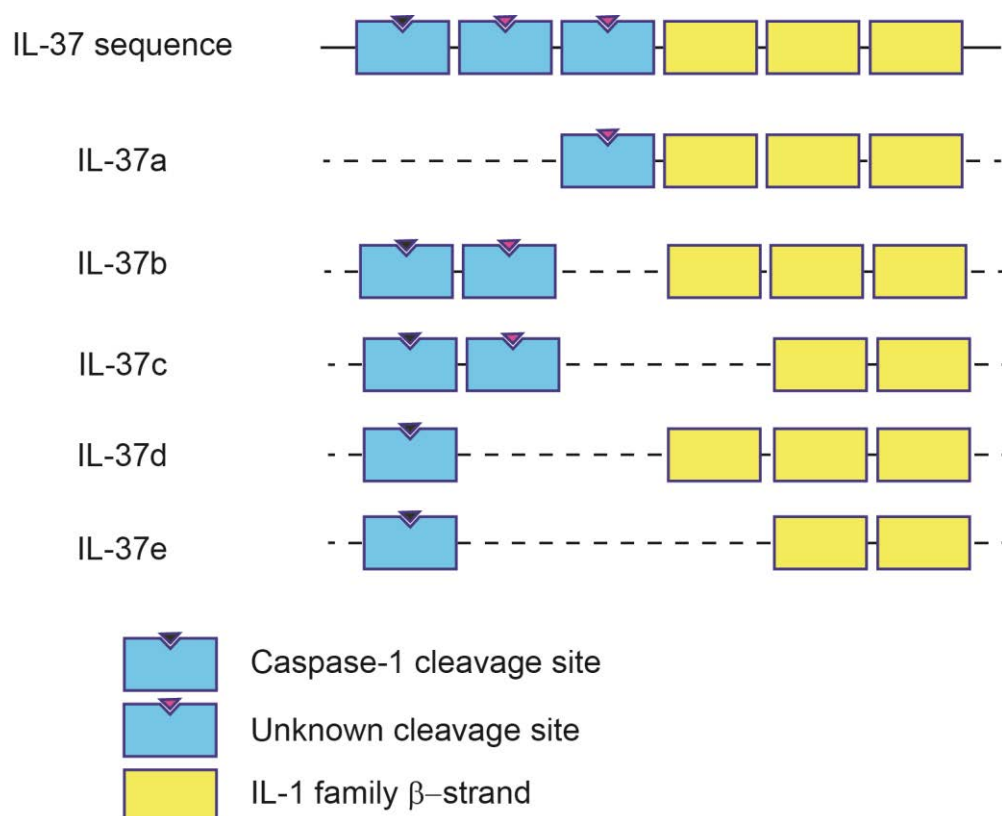 IL-37 sequence
IL-37a
IL-37b
IL-37c
IL-37d
IL-37e
Caspase-1 cleavage site
Unknown cleavage site
IL-1 family β–strand